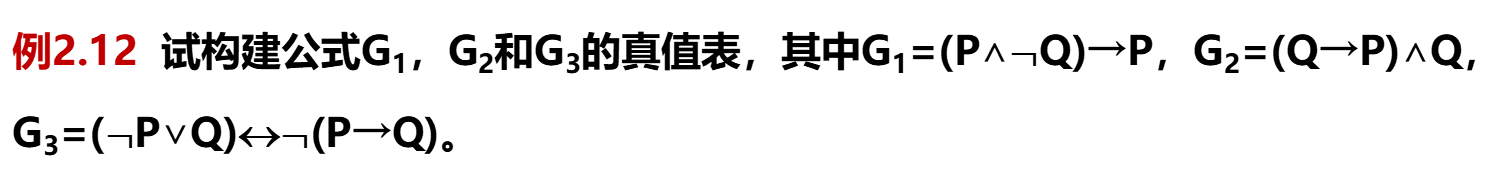 例2.12 试构建公式G₁，G₂和G₃的真值表，其中G₁=(P∧¬Q)→P，G₂=(Q→P)∧Q，
G₃=(¬P∨Q)↔¬(P→Q)。